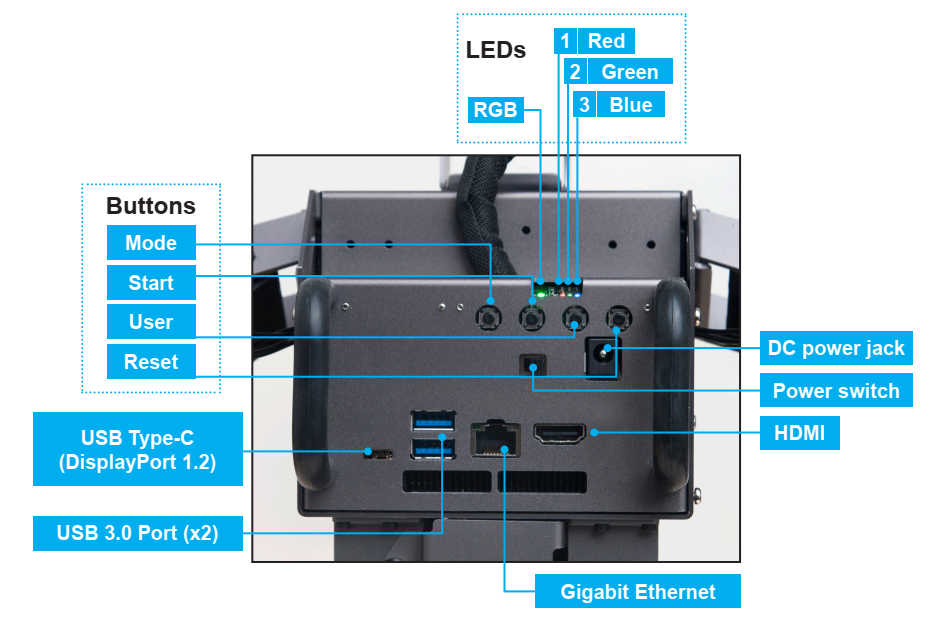 LEDs
1 Red
2 Green
3 Blue
RGB
Buttons
Mode
Start
User
Reset
DC power jack
Power switch
HDMI
USB Type-C
(DisplayPort 1.2)
USB 3.0 Port (x2)
Gigabit Ethernet